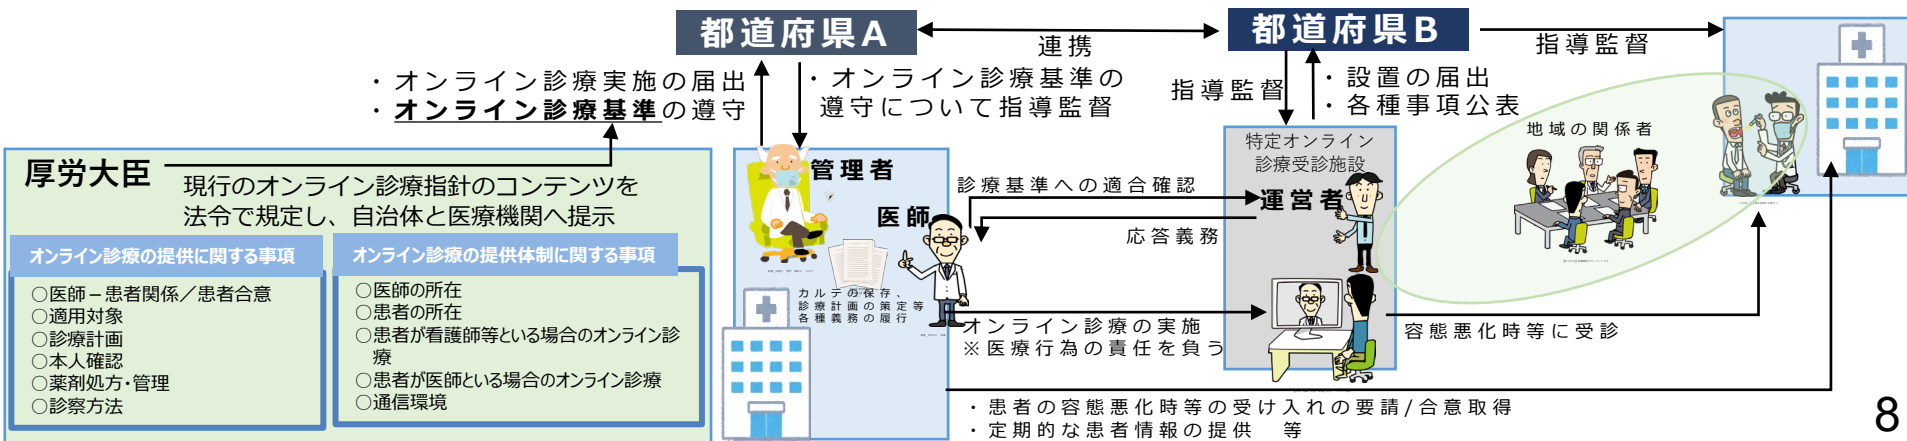 都道府県A
連携
都道府県B
指導監督
・オンライン診療実施の届出
・オンライン診療基準の遵守
・オンライン診療基準の
遵守について指導監督
指導監督
・設置の届出
・各種事項公表
厚労大臣
現行のオンライン診療指針のコンテンツを
法令で規定し、自治体と医療機関へ提示
オンライン診療の提供に関する事項
○医師－患者関係／患者合意
○適用対象
○診療計画
○本人確認
○薬剤処方・管理
○診察方法
オンライン診療の提供体制に関する事項
○医師の所在
○患者の所在
○患者が看護師等といる場合のオンライン診
療
○患者が医師といる場合のオンライン診療
○通信環境
管理者
医師
カルテの保存、
診療計画の策定等
各種義務の履行
診療基準への適合確認
応答義務
オンライン診療の実施
※医療行為の責任を負う
特定オンライン
診療受診施設
運営者
地域の関係者
容態悪化時等に受診
・患者の容態悪化時等の受け入れの要請/合意取得
・定期的な患者情報の提供　等
8